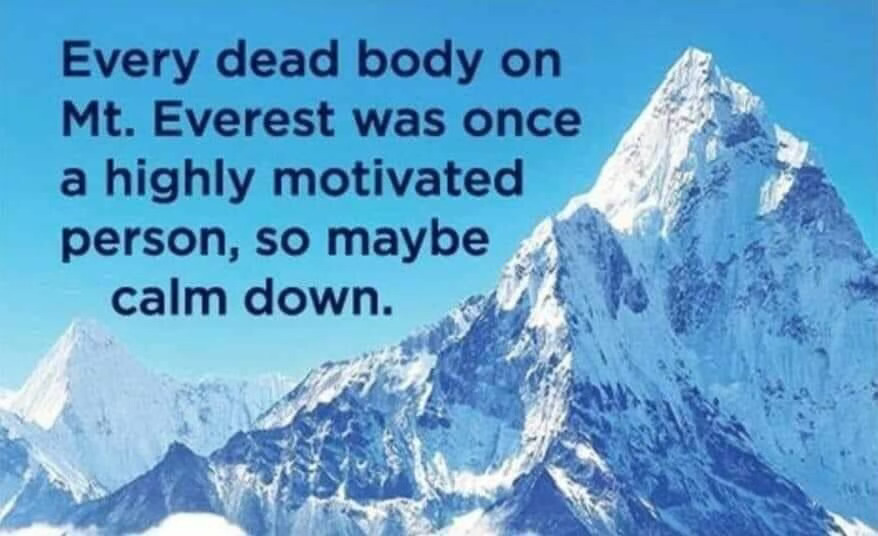 Every dead body on
Mt. Everest was once
a highly motivated
person, so maybe
calm down.